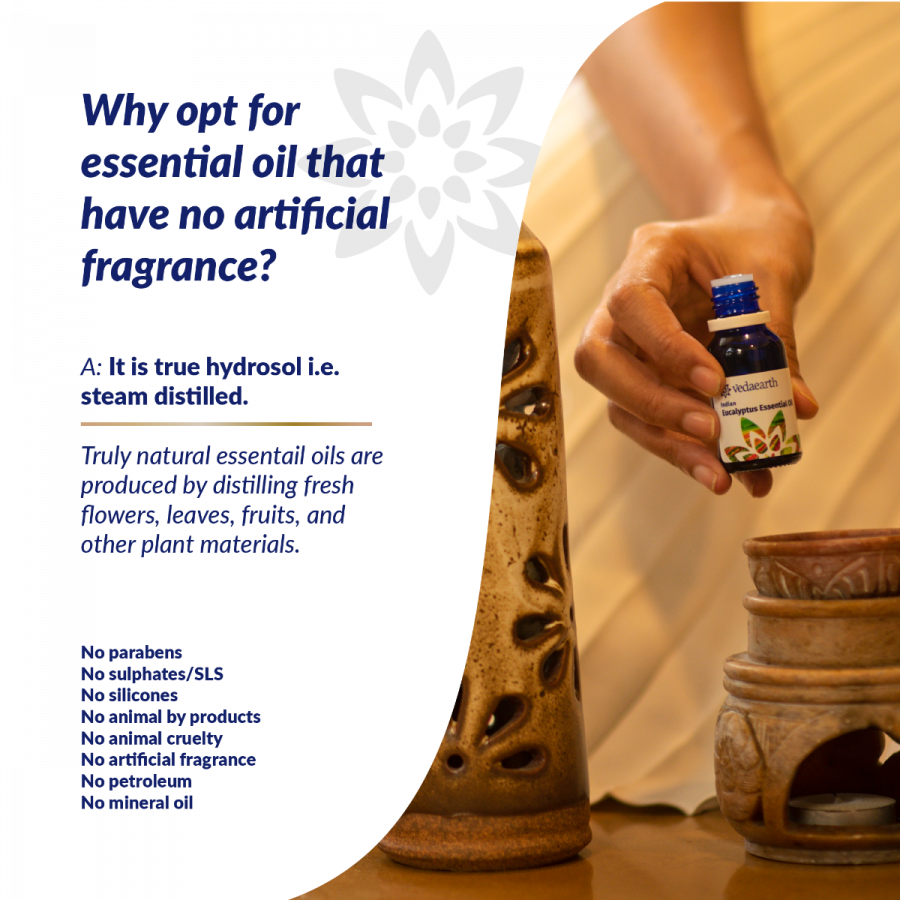 Why opt for
essential oil that
have no artificial
fragrance?
A: It is true hydrosol i.e.
steam distilled.
Truly natural essentail oils are
produced by distilling fresh
flowers, leaves, fruits, and
other plant materials.
No parabens
No sulphates/SLS
No silicones
No animal by products
No animal cruelty
No artificial fragrance
No petroleum
No mineral oil
vedaearth
Indian
Eucalyptus Essential Oil